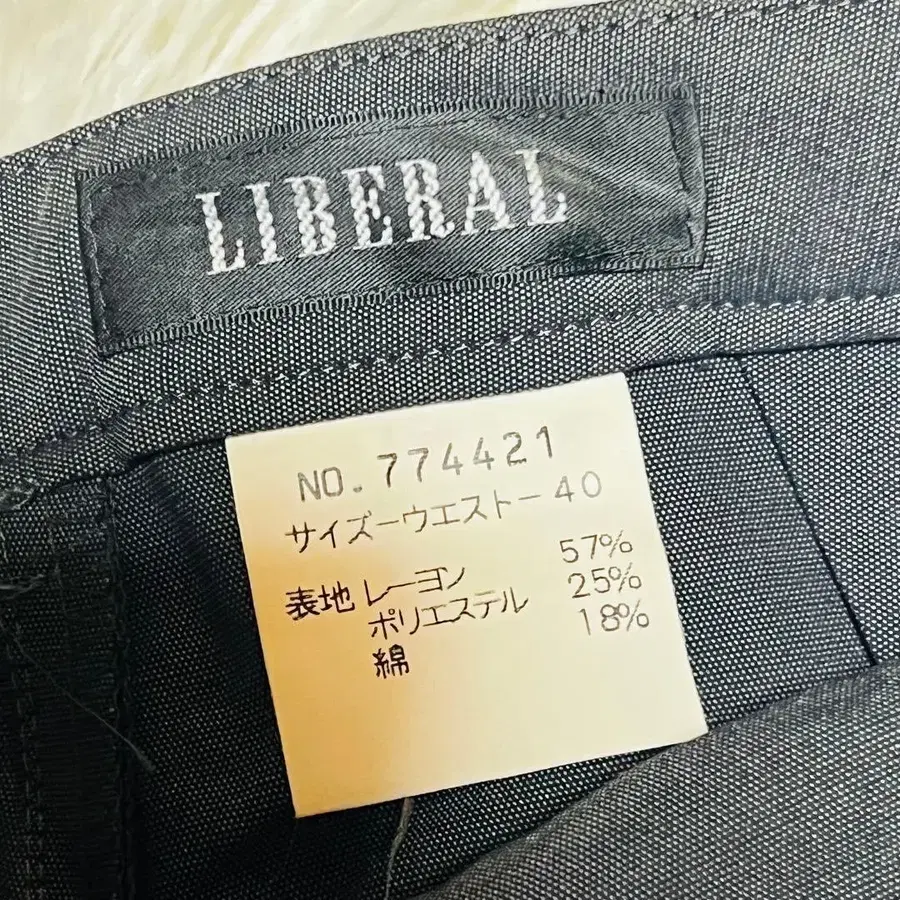 LIBERAL
NO.774421
サイズーウエストー40
表地 レーヨン 57%
ポリエステル 25%
綿 18%